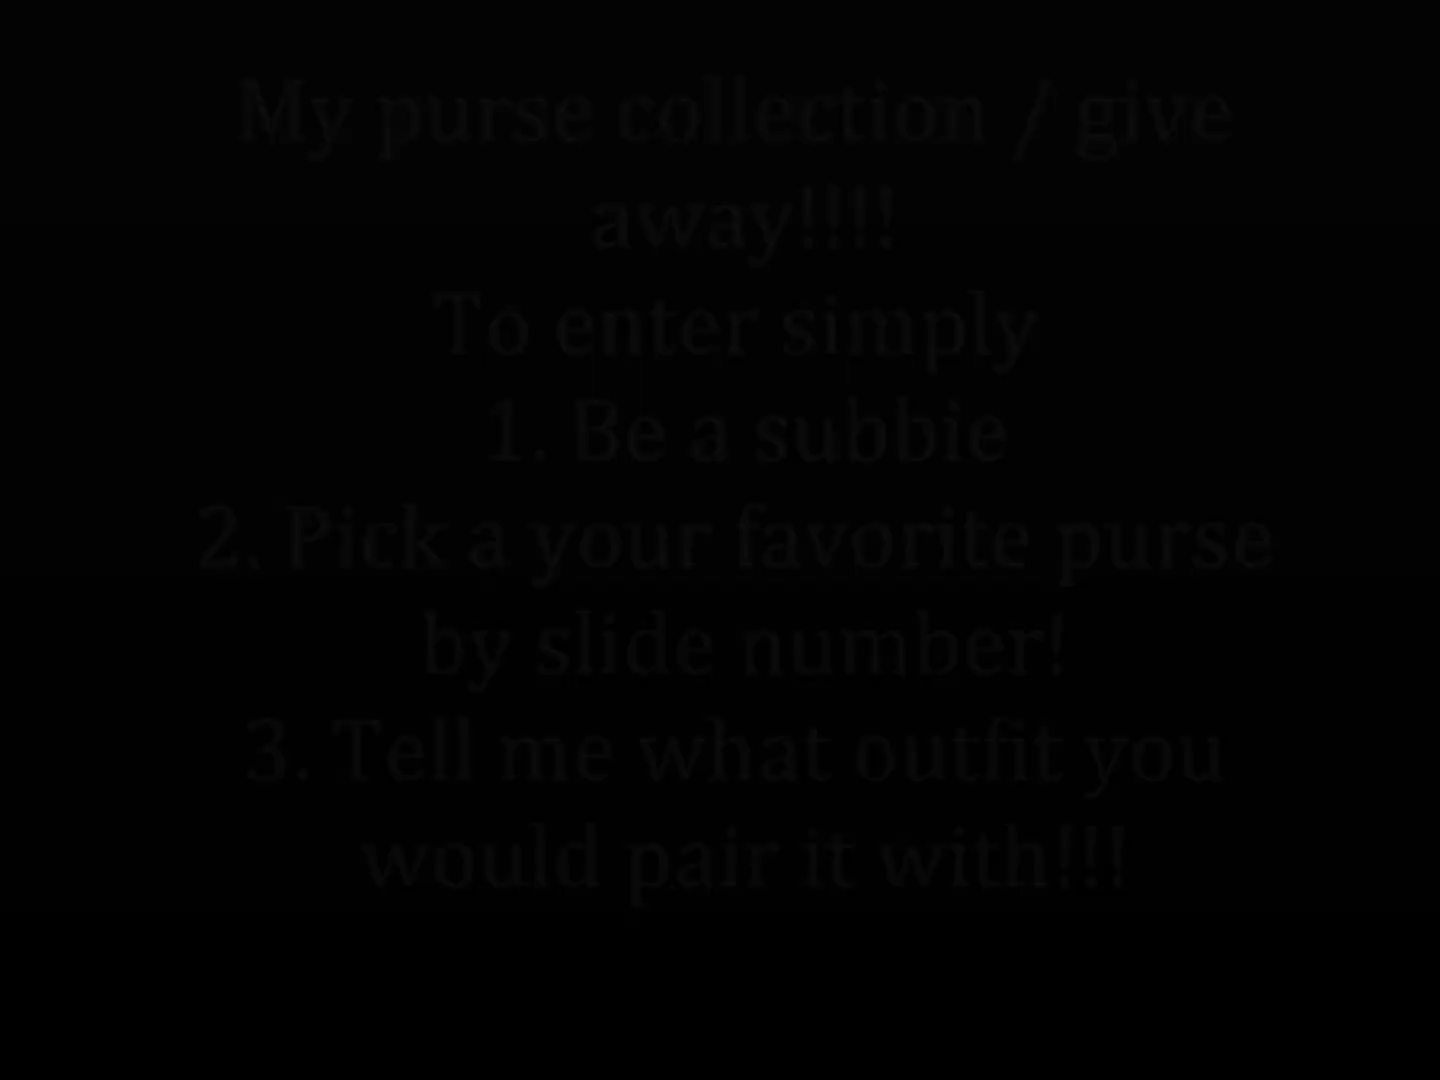 My purse collection / give
away!!!!
To enter simply
1. Be a subbie
2. Pick a your favorite purse
by slide number!
3. Tell me what outfit you
would pair it with!!!